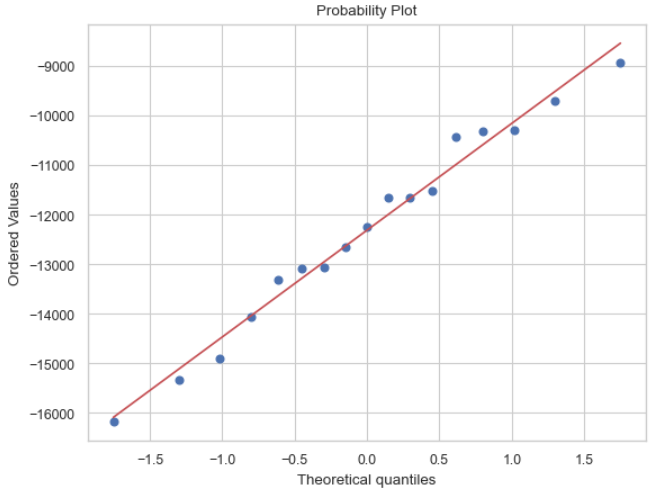 Probability Plot
−9000
−10000
−11000
−12000
−13000
−14000
−15000
−16000
Ordered Values
−1.5 −1.0 −0.5 0.0 0.5 1.0 1.5
Theoretical quantiles